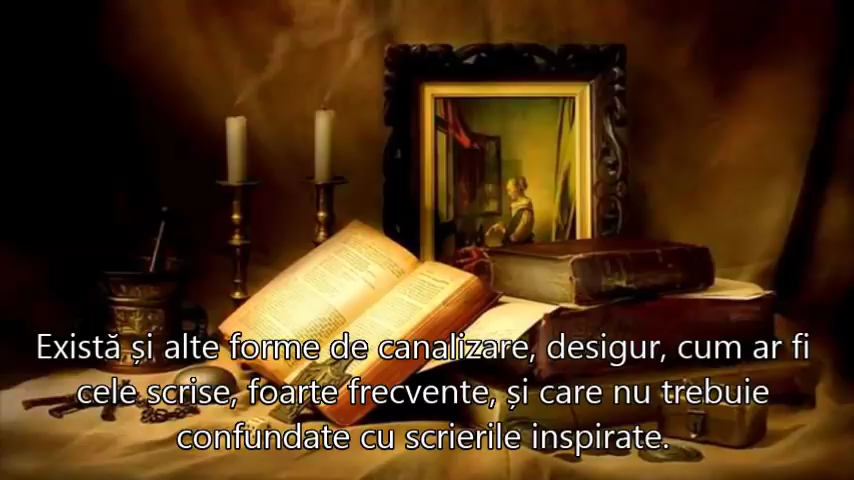 Există și alte forme de canalizare, desigur, cum ar fi
cele scrise, foarte frecvente, și care nu trebuie
confundate cu scrierile inspirate.